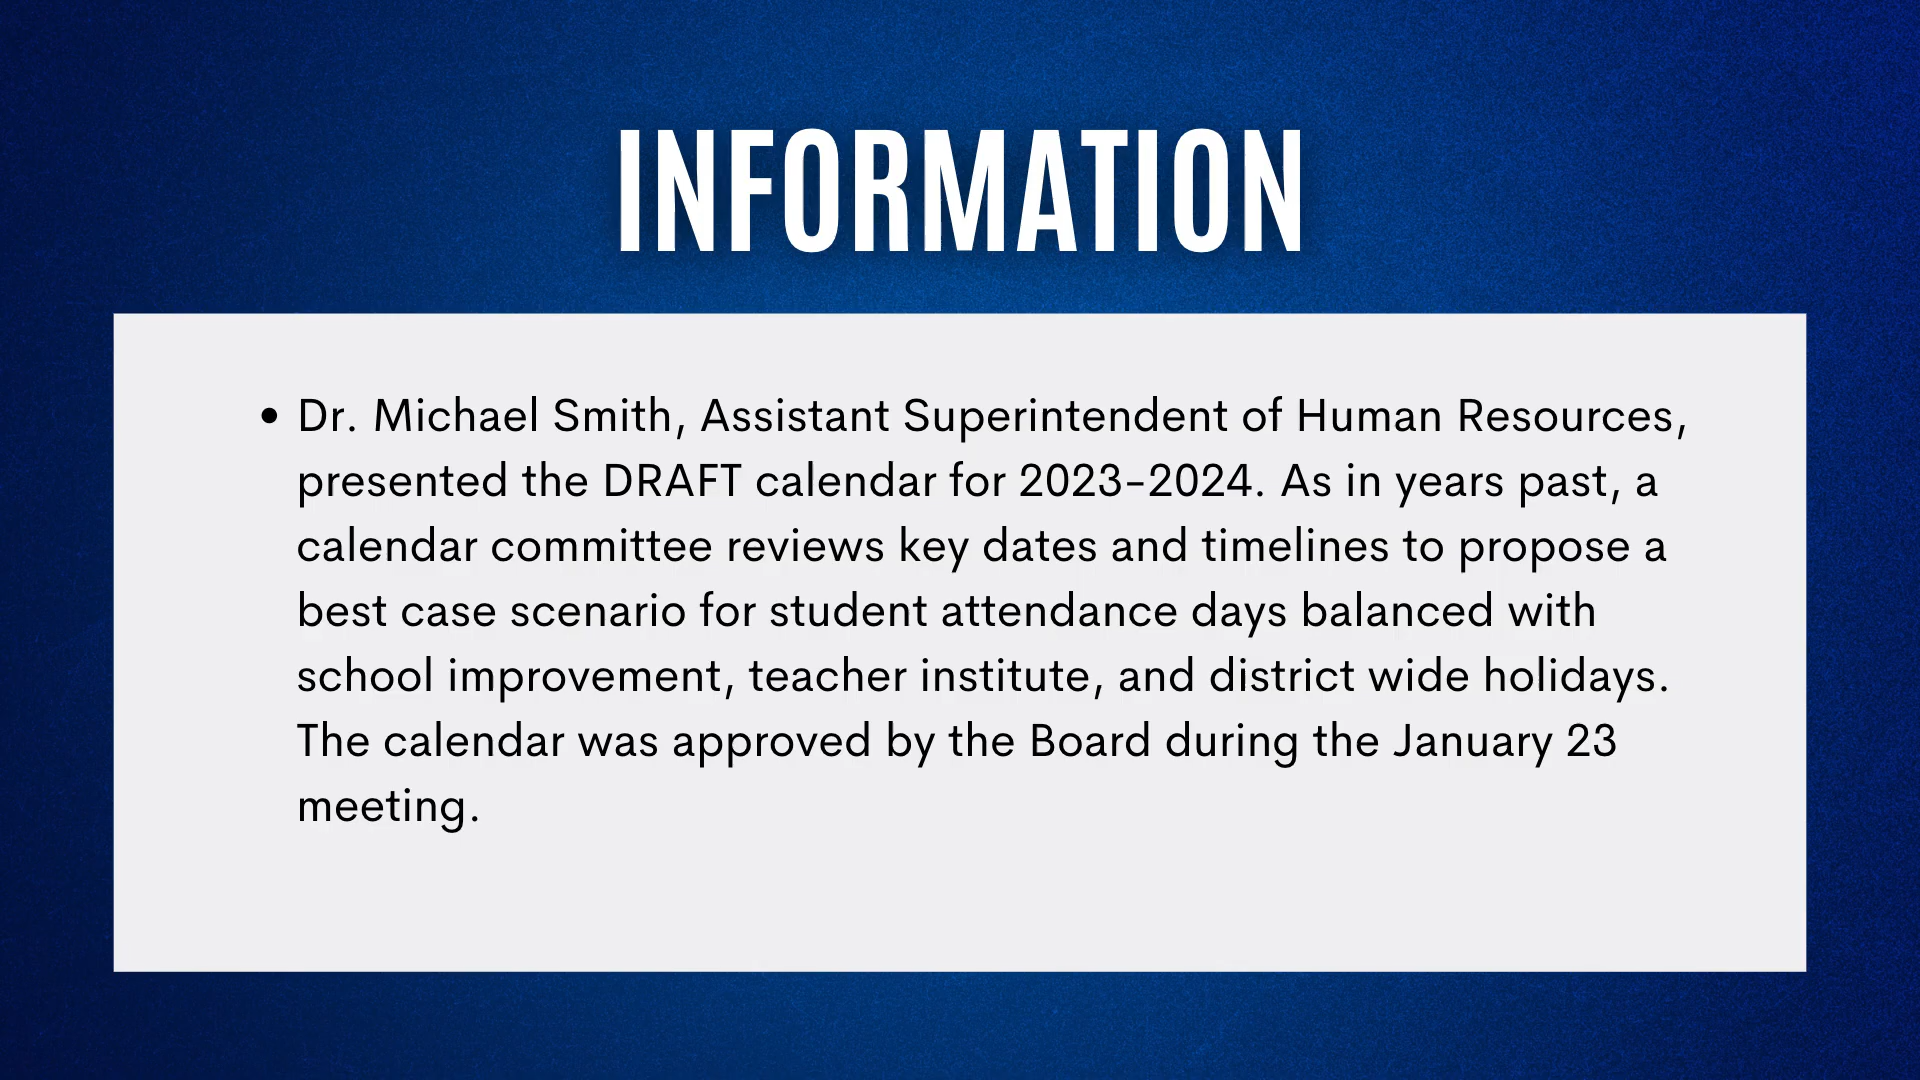 INFORMATION
• Dr. Michael Smith, Assistant Superintendent of Human Resources,
presented the DRAFT calendar for 2023-2024. As in years past, a
calendar committee reviews key dates and timelines to propose a
best case scenario for student attendance days balanced with
school improvement, teacher institute, and district wide holidays.
The calendar was approved by the Board during the January 23
meeting.